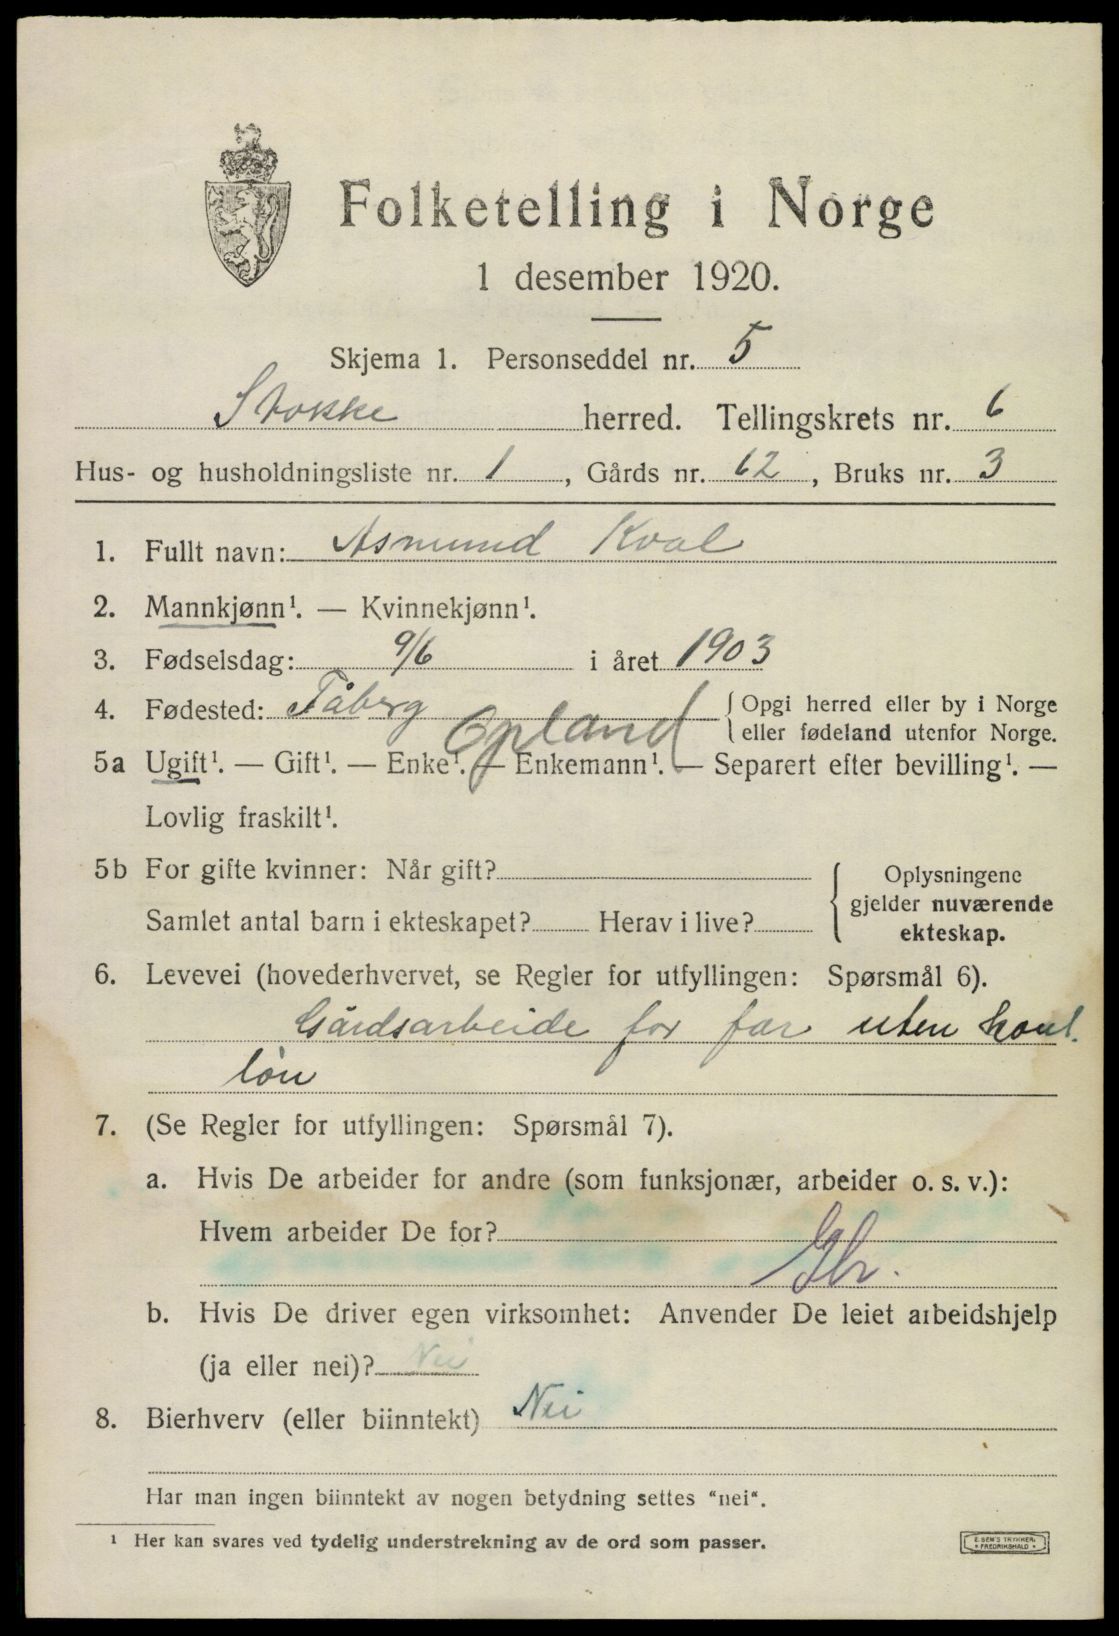 Folketelling i Norge
1 desember 1920.
Skjema 1. Personseddel nr. 5
Stokke herred. Tellingskrets nr. 6
Hus- og husholdningsliste nr. 1, Gårds nr. 62, Bruks nr. 3
1. Fullt navn: Asmund Kval
2. Mannkjønn¹. — Kvinnekjønn¹.
3. Fødselsdag: 9/6 i året 1903
4. Fødested: Fåberg Opland { Opgi herred eller by i Norge
eller fødeland utenfor Norge.
5a Ugift¹. — Gift¹. — Enke¹. — Enkemann¹. — Separert efter bevilling¹. —
Lovlig fraskilt¹.
5b For gifte kvinner: Når gift?
Samlet antal barn i ekteskapet? Herav i live?
{ Oplysningene
gjelder nuværende
ekteskap.
6. Levevei (hovederhvervet, se Regler for utfyllingen: Spørsmål 6).
Gårdsarbeide for far uten kont.
løn
7. (Se Regler for utfyllingen: Spørsmål 7).
a. Hvis De arbeider for andre (som funksjonær, arbeider o. s. v.):
Hvem arbeider De for?
b. Hvis De driver egen virksomhet: Anvender De leiet arbeidshjelp
(ja eller nei)? Nei
8. Bierhverv (eller biinntekt) Nei
Har man ingen biinntekt av nogen betydning settes "nei".
¹ Her kan svares ved tydelig understrekning av de ord som passer.
E. SEM'S TRYKKERI
• FREDRIKSHALD •